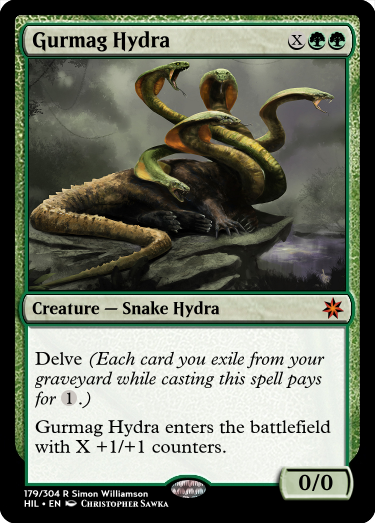 Gurmag Hydra X
Creature — Snake Hydra
Delve (Each card you exile from your
graveyard while casting this spell pays
for 1.)
Gurmag Hydra enters the battlefield
with X +1/+1 counters.
0/0
179/304 R Simon Williamson
HIL • EN Christopher Sawka